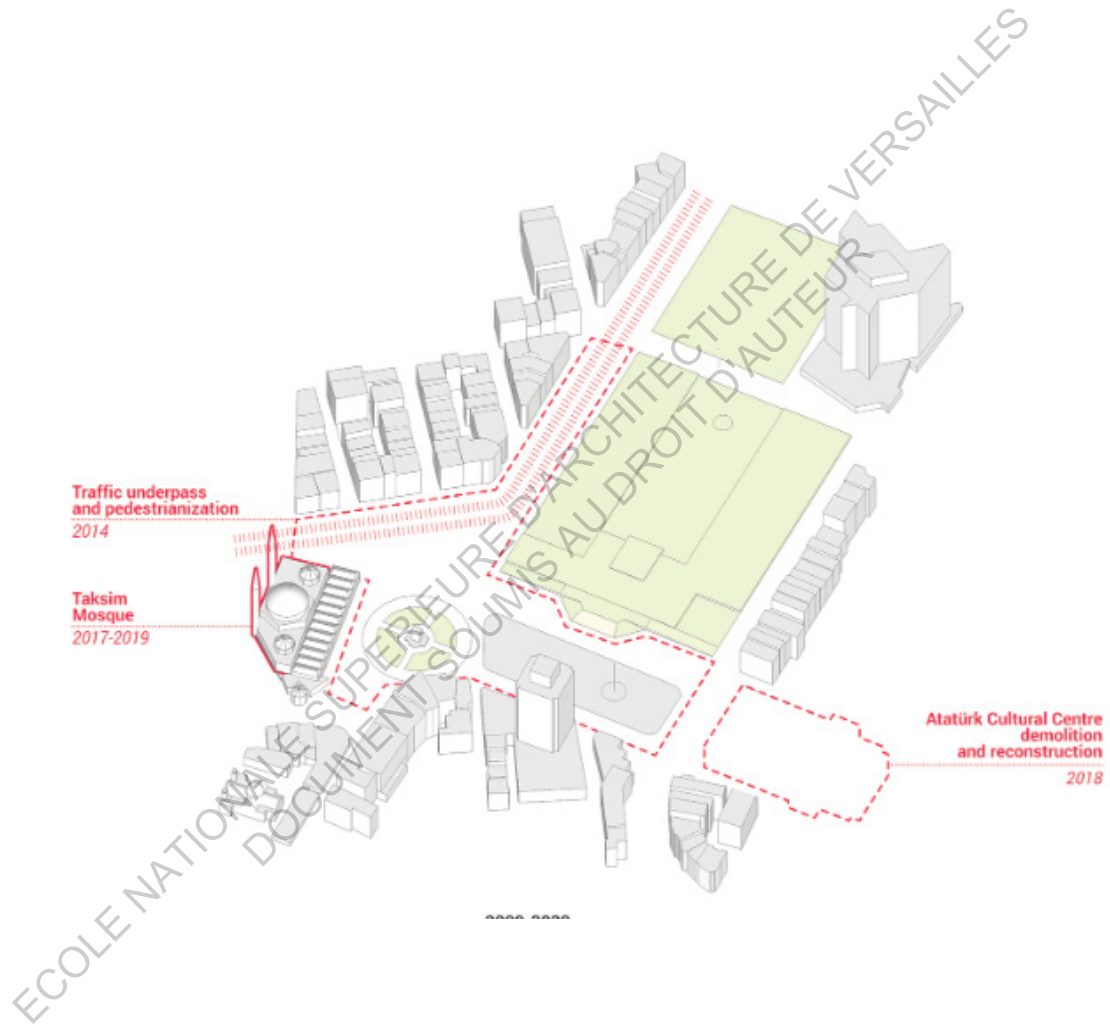 Traffic underpass
and pedestrianization
2014
Taksim
Mosque
2017-2019
Atatürk Cultural Centre
demolition
and reconstruction
2018
ECOLE NATIONALE SUPERIEURE D'ARCHITECTURE DE VERSAILLES
DOCUMENT SOUMIS AU DROIT D'AUTEUR